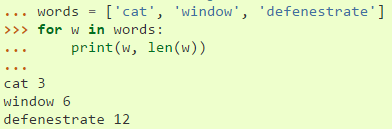 ... words = ['cat', 'window', 'defenestrate']
>>> for w in words:
...     print(w, len(w))
...
cat 3
window 6
defenestrate 12